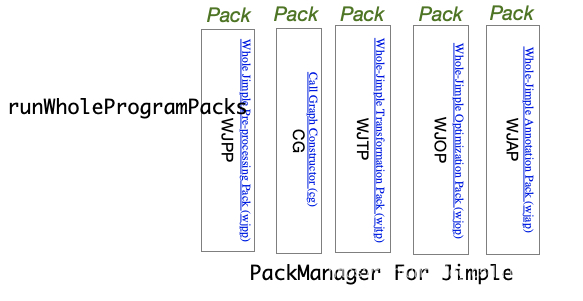 Pack Pack Pack Pack Pack
runWholeProgramPacks
Whole Jimple Pre-processing Pack (wjpp)
WJPP
Call Graph Constructor (cg)
CG
Whole-Jimple Transformation Pack (wjtp)
WJTP
Whole-Jimple Optimization Pack (wjop)
WJOP
Whole-Jimple Annotation Pack (wjap)
WJAP
PackManager For Jimple